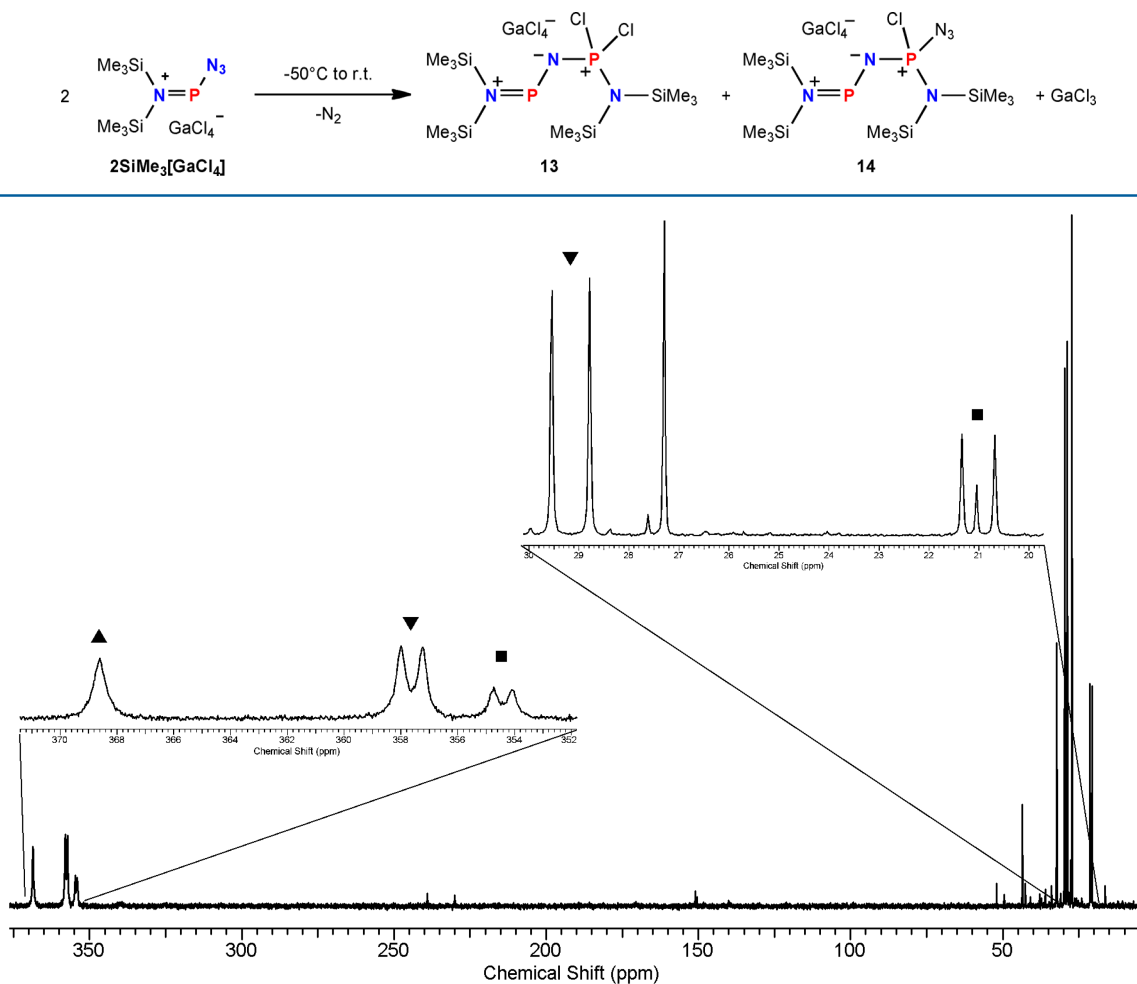 2 Me3Si Me3Si N + P N3 GaCl4− -50°C to r.t. -N2 Me3Si Me3Si N + P − N GaCl4− P + Cl Cl N SiMe3 Me3Si + Me3Si Me3Si N + P − N GaCl4− P + Cl N3 N SiMe3 Me3Si + GaCl3
2SiMe3[GaCl4] 13 14
30 29 28 27 26 25 24 23 22 21 20
Chemical Shift (ppm)
370 368 366 364 362 360 358 356 354 352
Chemical Shift (ppm)
350 300 250 200 150 100 50
Chemical Shift (ppm)